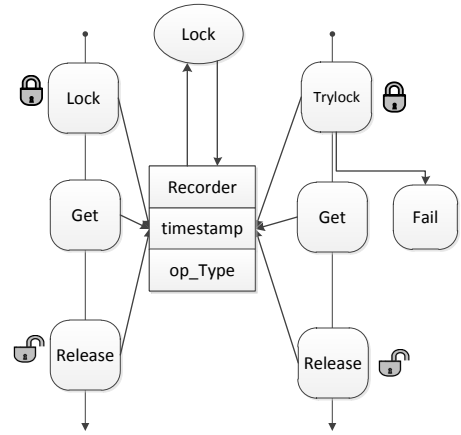 Lock
Lock
Trylock
Recorder
Get
timestamp
Get
Fail
op_Type
Release
Release